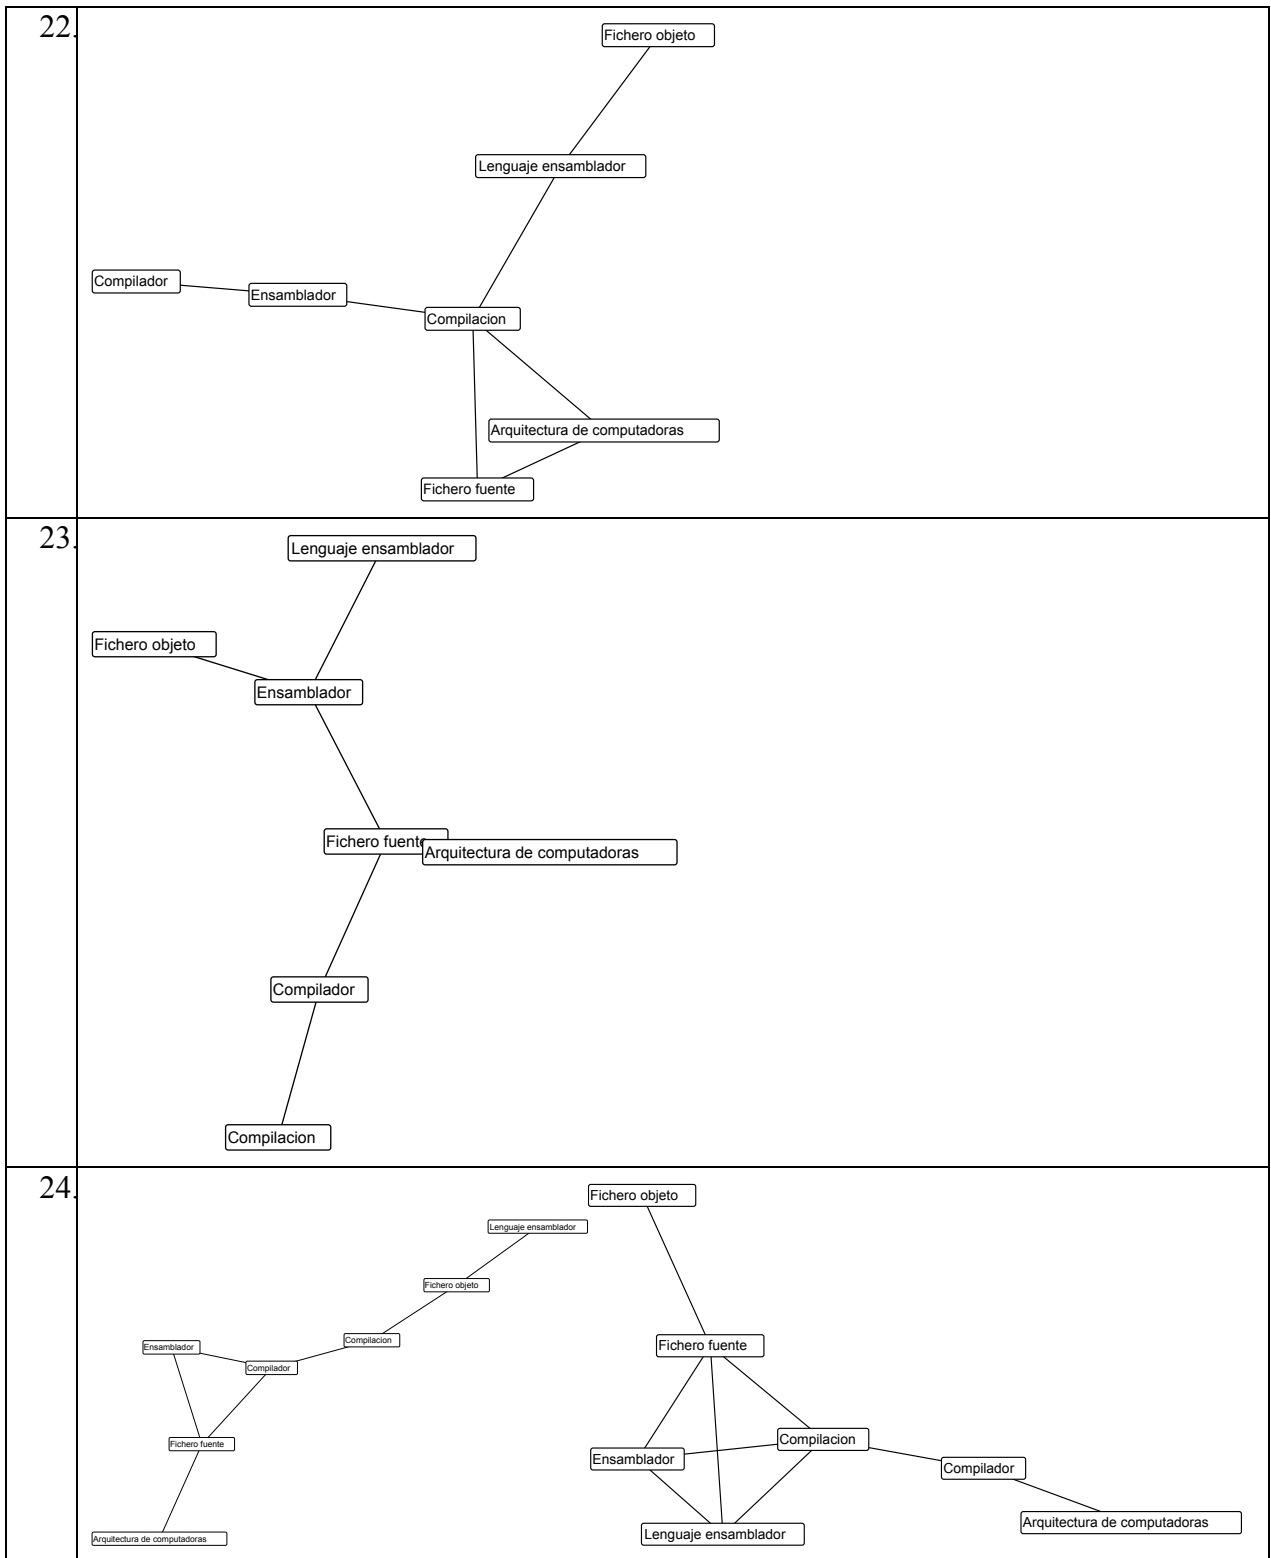 22.
Fichero objeto
Lenguaje ensamblador
Compilador
Ensamblador
Compilacion
Arquitectura de computadoras
Fichero fuente
23.
Lenguaje ensamblador
Fichero objeto
Ensamblador
Fichero fuente
Arquitectura de computadoras
Compilador
Compilacion
24.
Lenguaje ensamblador
Fichero objeto
Compilacion
Ensamblador
Compilador
Fichero fuente
Arquitectura de computadoras
Fichero objeto
Fichero fuente
Compilacion
Ensamblador
Compilador
Arquitectura de computadoras
Lenguaje ensamblador